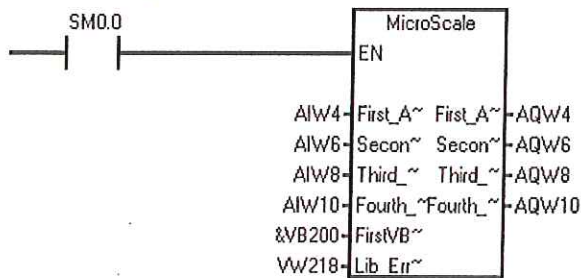 SM0.0
MicroScale
EN
AIW4 First_A~ First_A~ AQW4
AIW6 Secon~ Secon~ AQW6
AIW8 Third_~ Third_~ AQW8
AIW10 Fourth_~ Fourth_~ AQW10
&VB200 FirstVB~
VW218 Lib_Err~